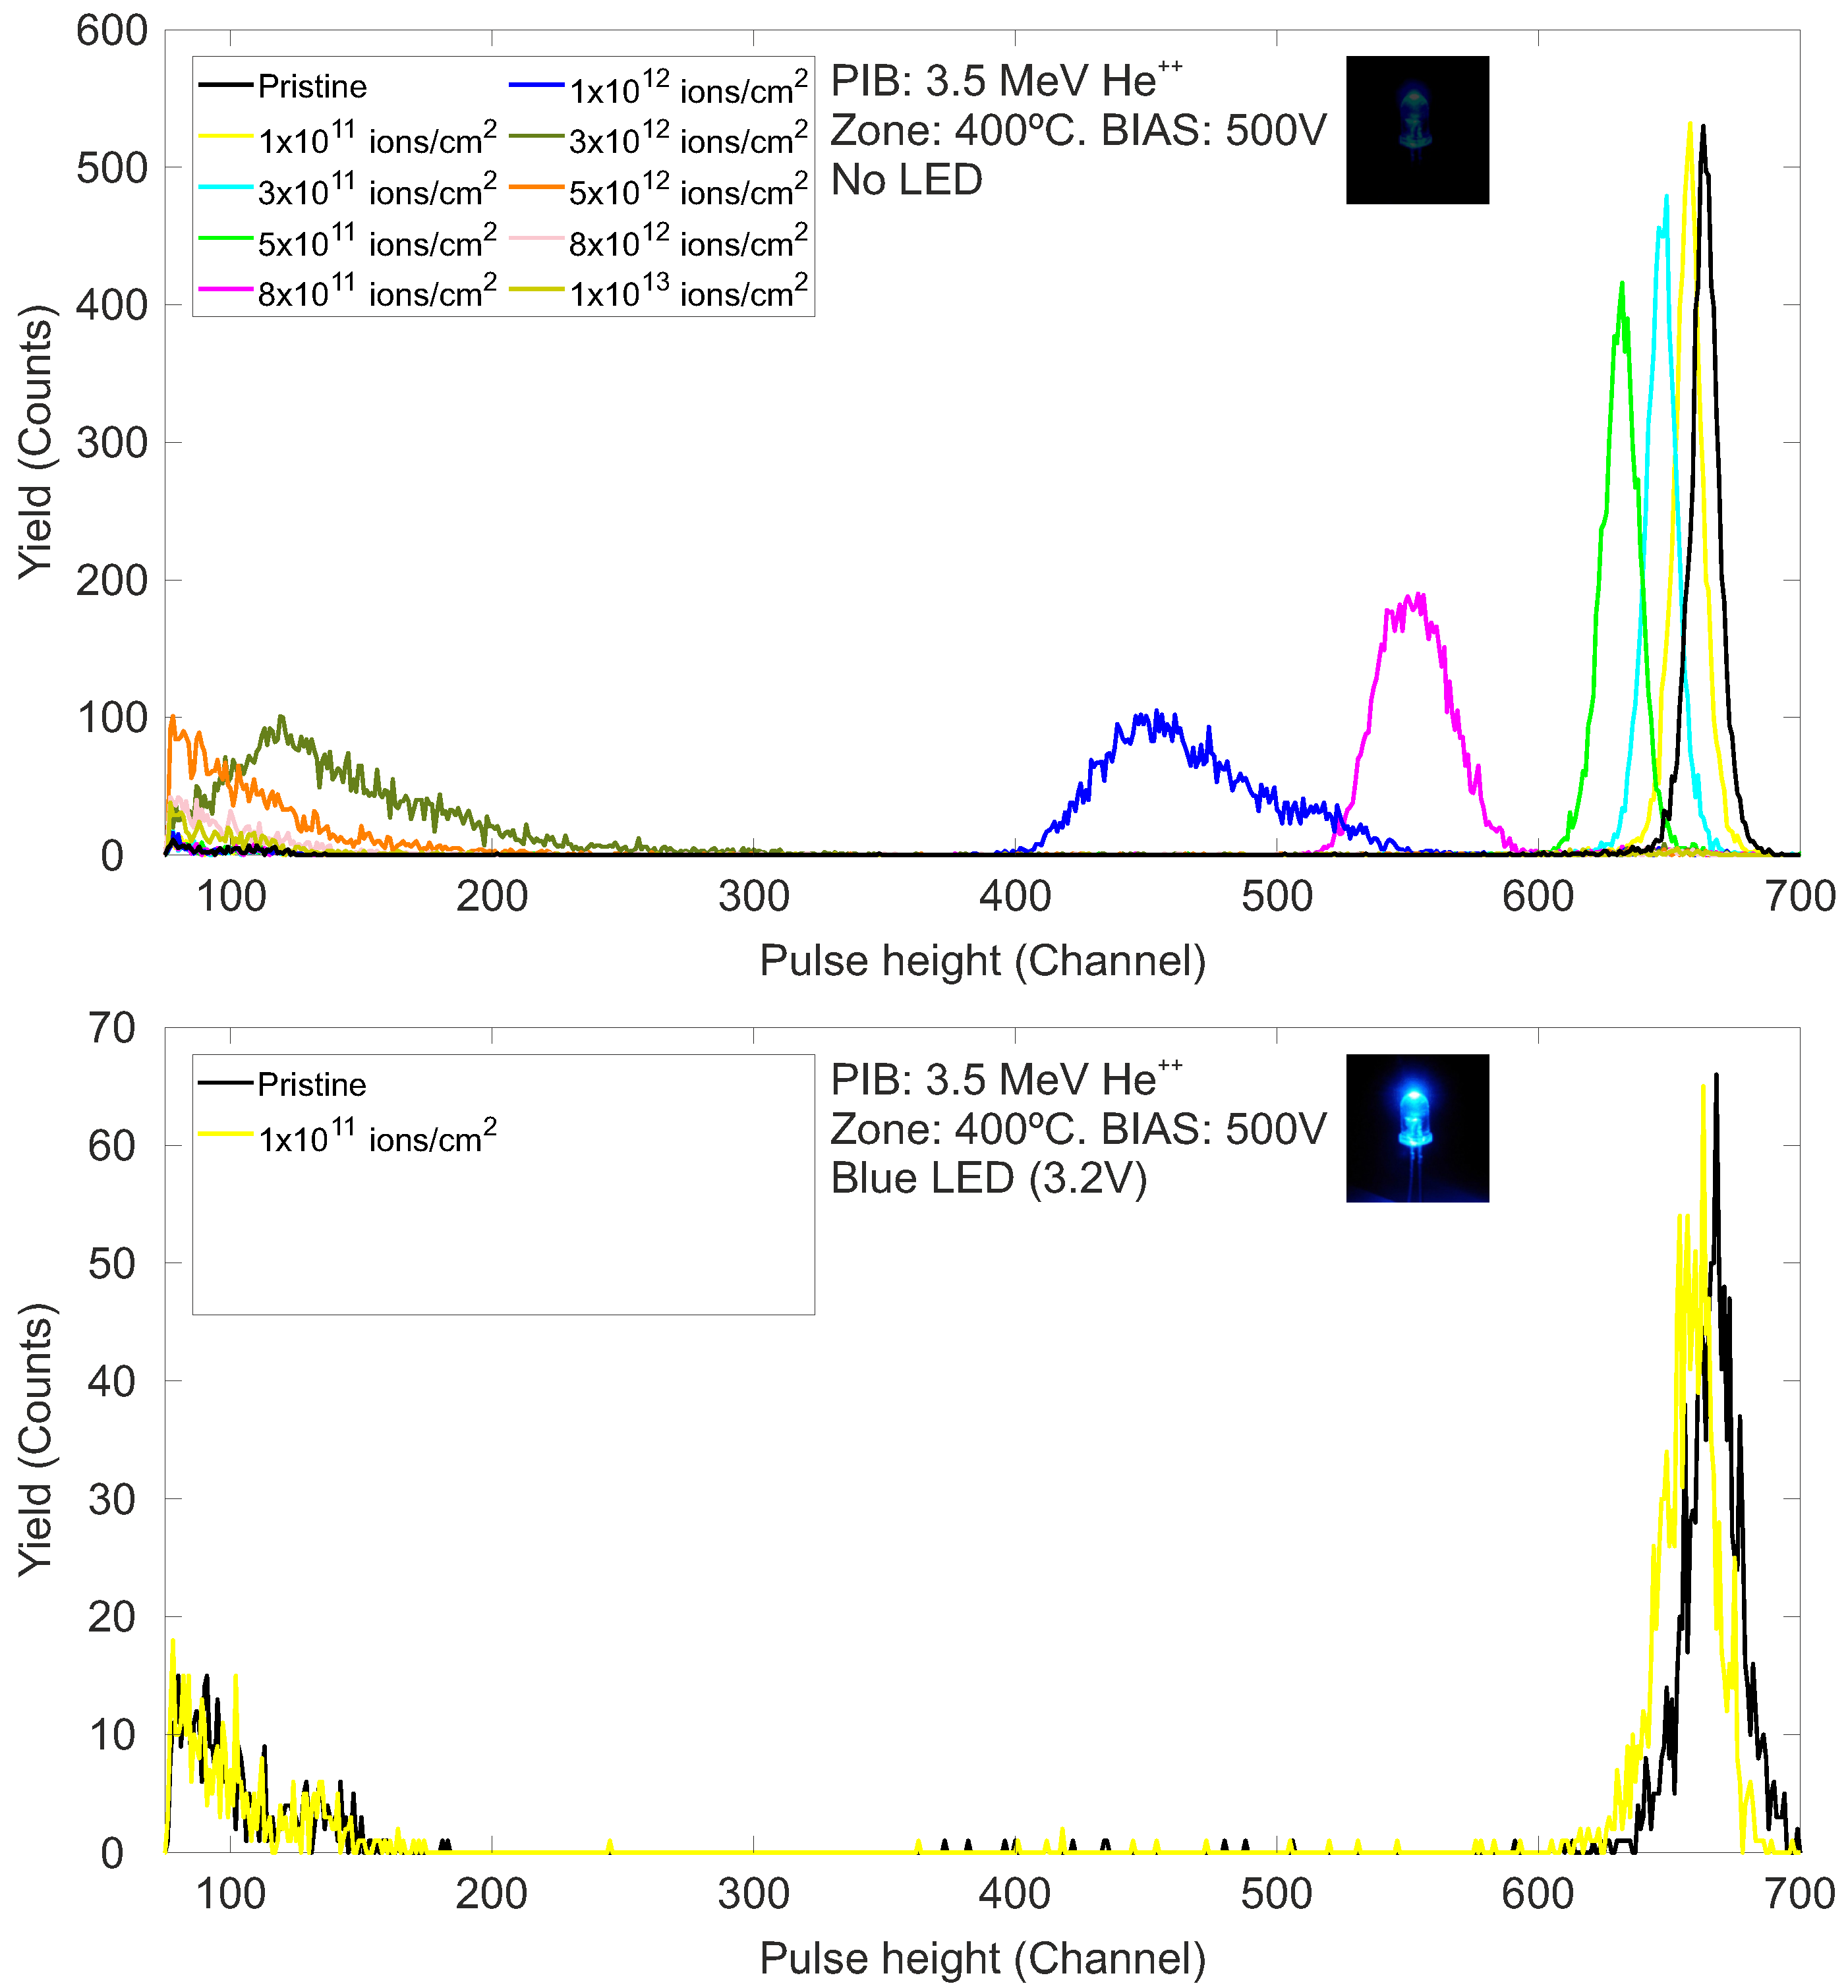 600
500
400
300
200
100
0
Yield (Counts)
Pristine
1x10^11 ions/cm^2
3x10^11 ions/cm^2
5x10^11 ions/cm^2
8x10^11 ions/cm^2
1x10^12 ions/cm^2
3x10^12 ions/cm^2
5x10^12 ions/cm^2
8x10^12 ions/cm^2
1x10^13 ions/cm^2
PIB: 3.5 MeV He^++
Zone: 400ºC. BIAS: 500V
No LED
100 200 300 400 500 600 700
Pulse height (Channel)
70
60
50
40
30
20
10
0
Yield (Counts)
Pristine
1x10^11 ions/cm^2
PIB: 3.5 MeV He^++
Zone: 400ºC. BIAS: 500V
Blue LED (3.2V)
100 200 300 400 500 600 700
Pulse height (Channel)